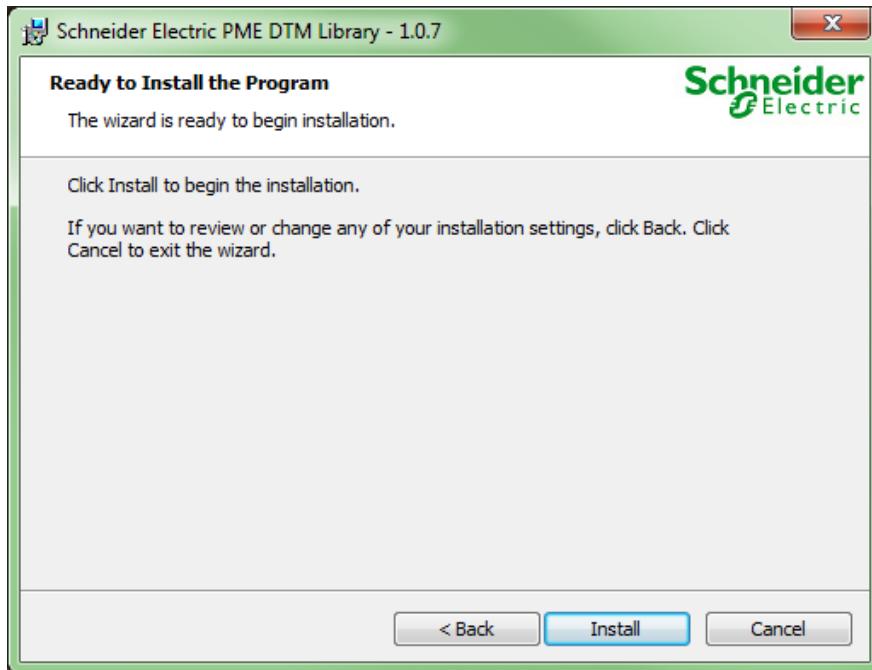 Schneider Electric PME DTM Library - 1.0.7
Ready to Install the Program
The wizard is ready to begin installation.
Schneider
Electric
Click Install to begin the installation.
If you want to review or change any of your installation settings, click Back. Click
Cancel to exit the wizard.
< Back
Install
Cancel